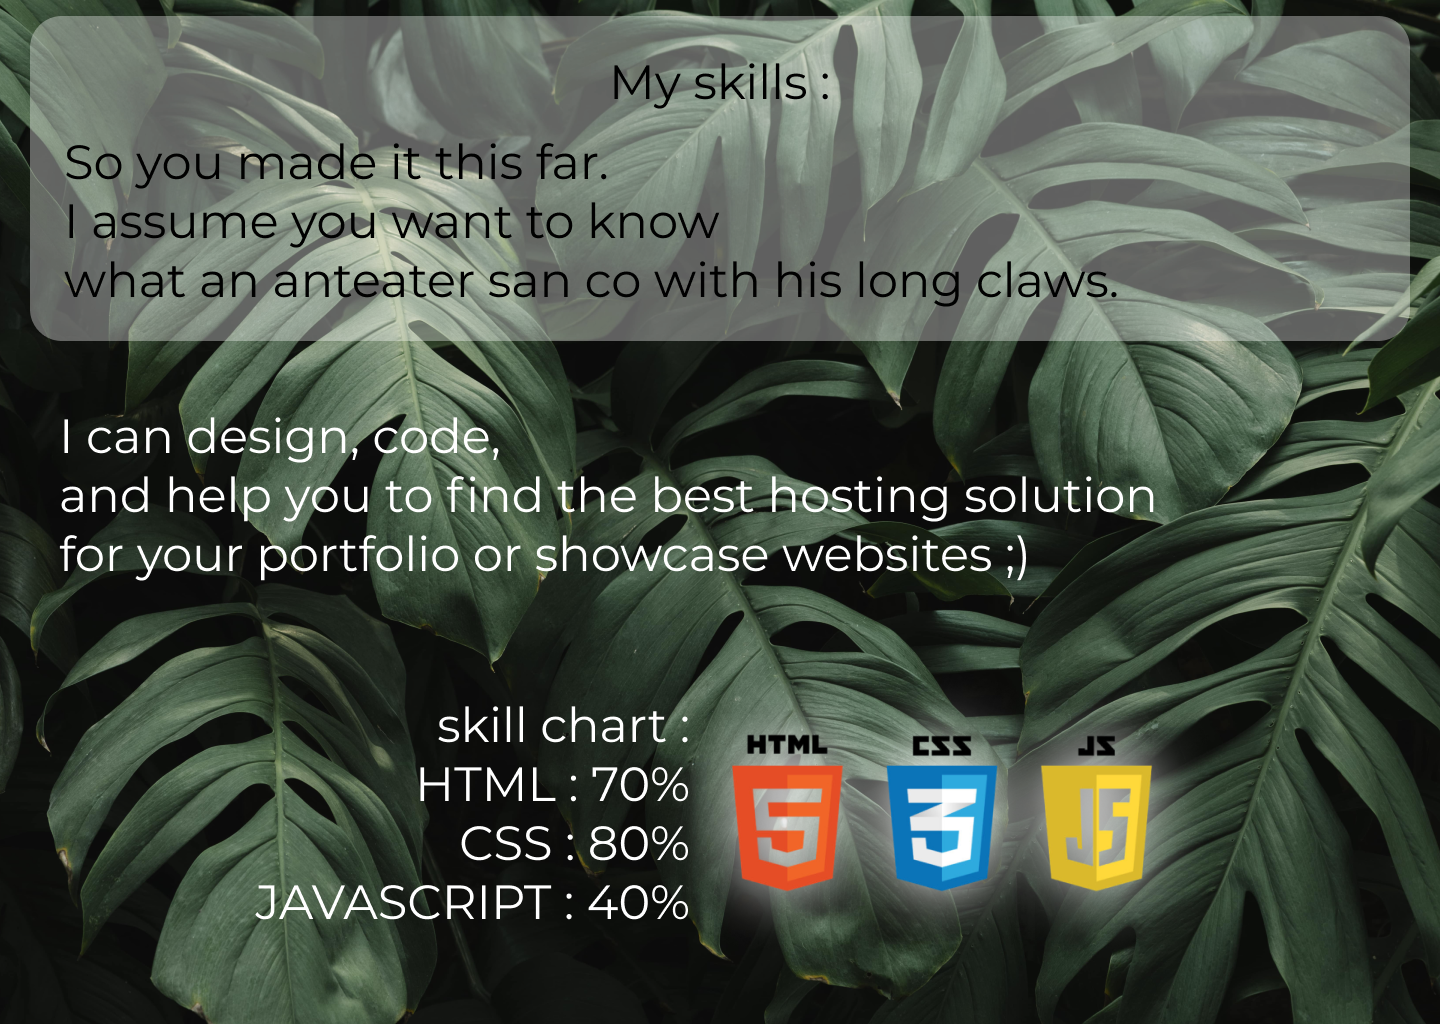 My skills :
So you made it this far.
I assume you want to know
what an anteater san co with his long claws.
I can design, code,
and help you to find the best hosting solution
for your portfolio or showcase websites ;)
skill chart :
HTML : 70%
CSS : 80%
JAVASCRIPT : 40%
HTML CSS JS
5 3 JS